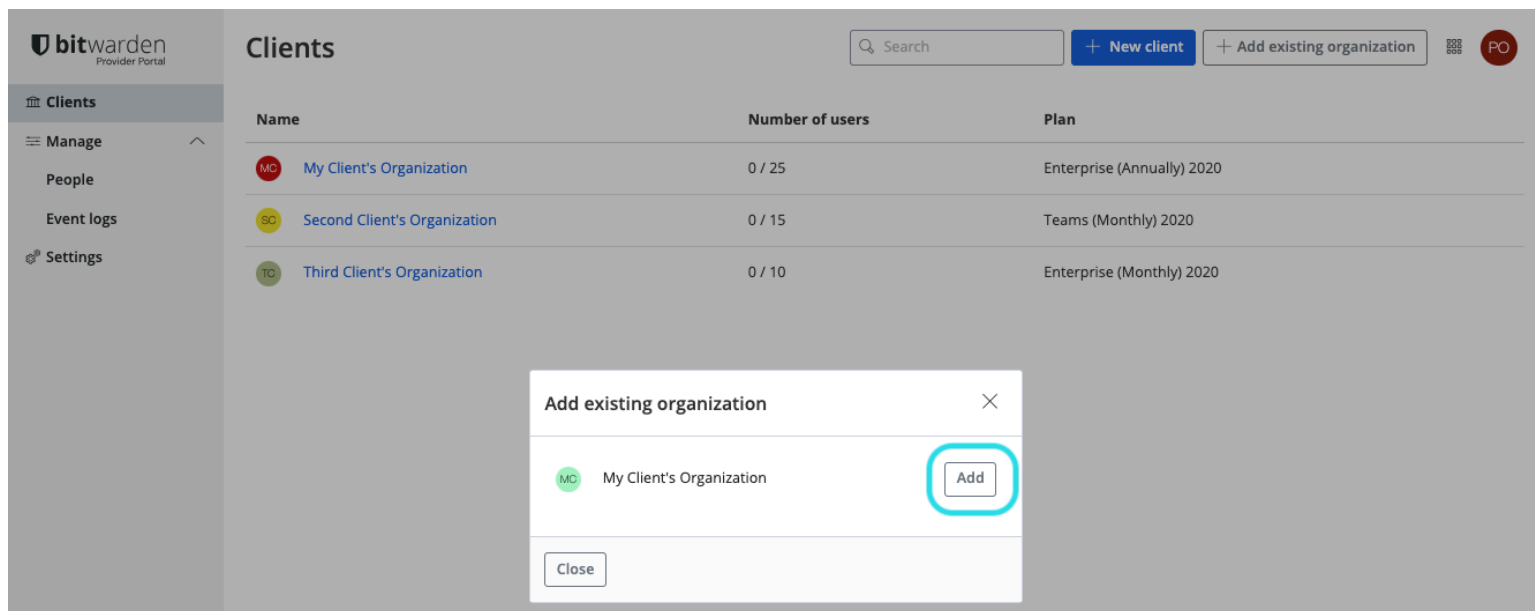 bitwarden
Provider Portal
Clients
Search
+ New client
+ Add existing organization
PO
Clients
Manage
People
Event logs
Settings
Name Number of users Plan
MC My Client's Organization 0 / 25 Enterprise (Annually) 2020
SC Second Client's Organization 0 / 15 Teams (Monthly) 2020
TC Third Client's Organization 0 / 10 Enterprise (Monthly) 2020
Add existing organization
MC My Client's Organization Add
Close